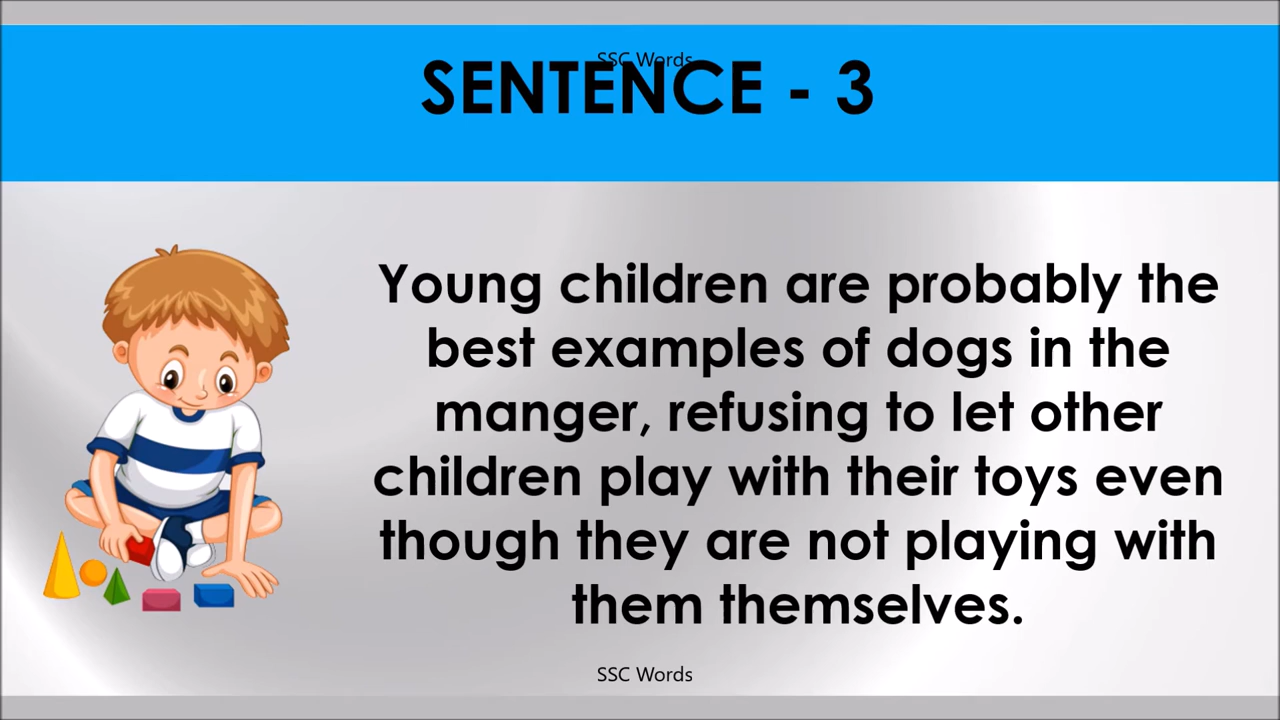 SSC Words
SENTENCE - 3
Young children are probably the
best examples of dogs in the
manger, refusing to let other
children play with their toys even
though they are not playing with
them themselves.
SSC Words